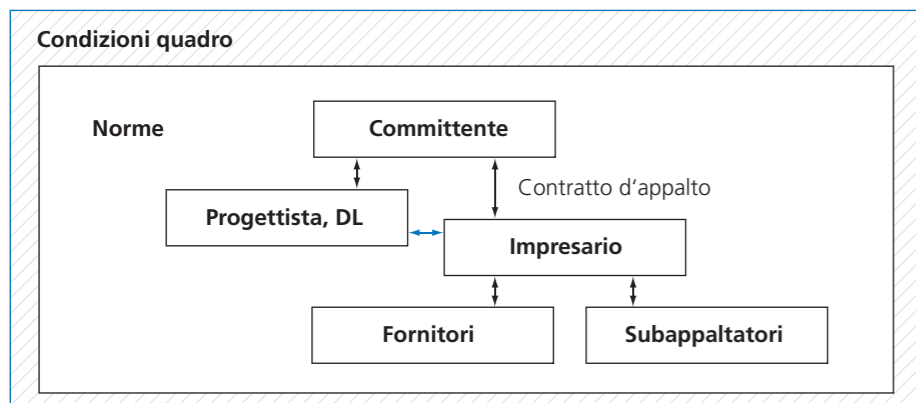 Condizioni quadro
Norme
Committente
Contratto d‘appalto
Progettista, DL
Impresario
Fornitori
Subappaltatori